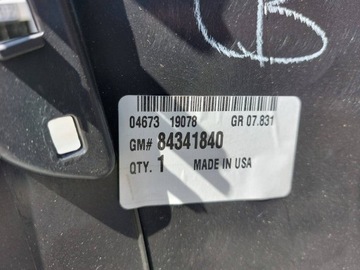 04673 19078 GR 07.831
GM# 84341840
QTY. 1 MADE IN USA